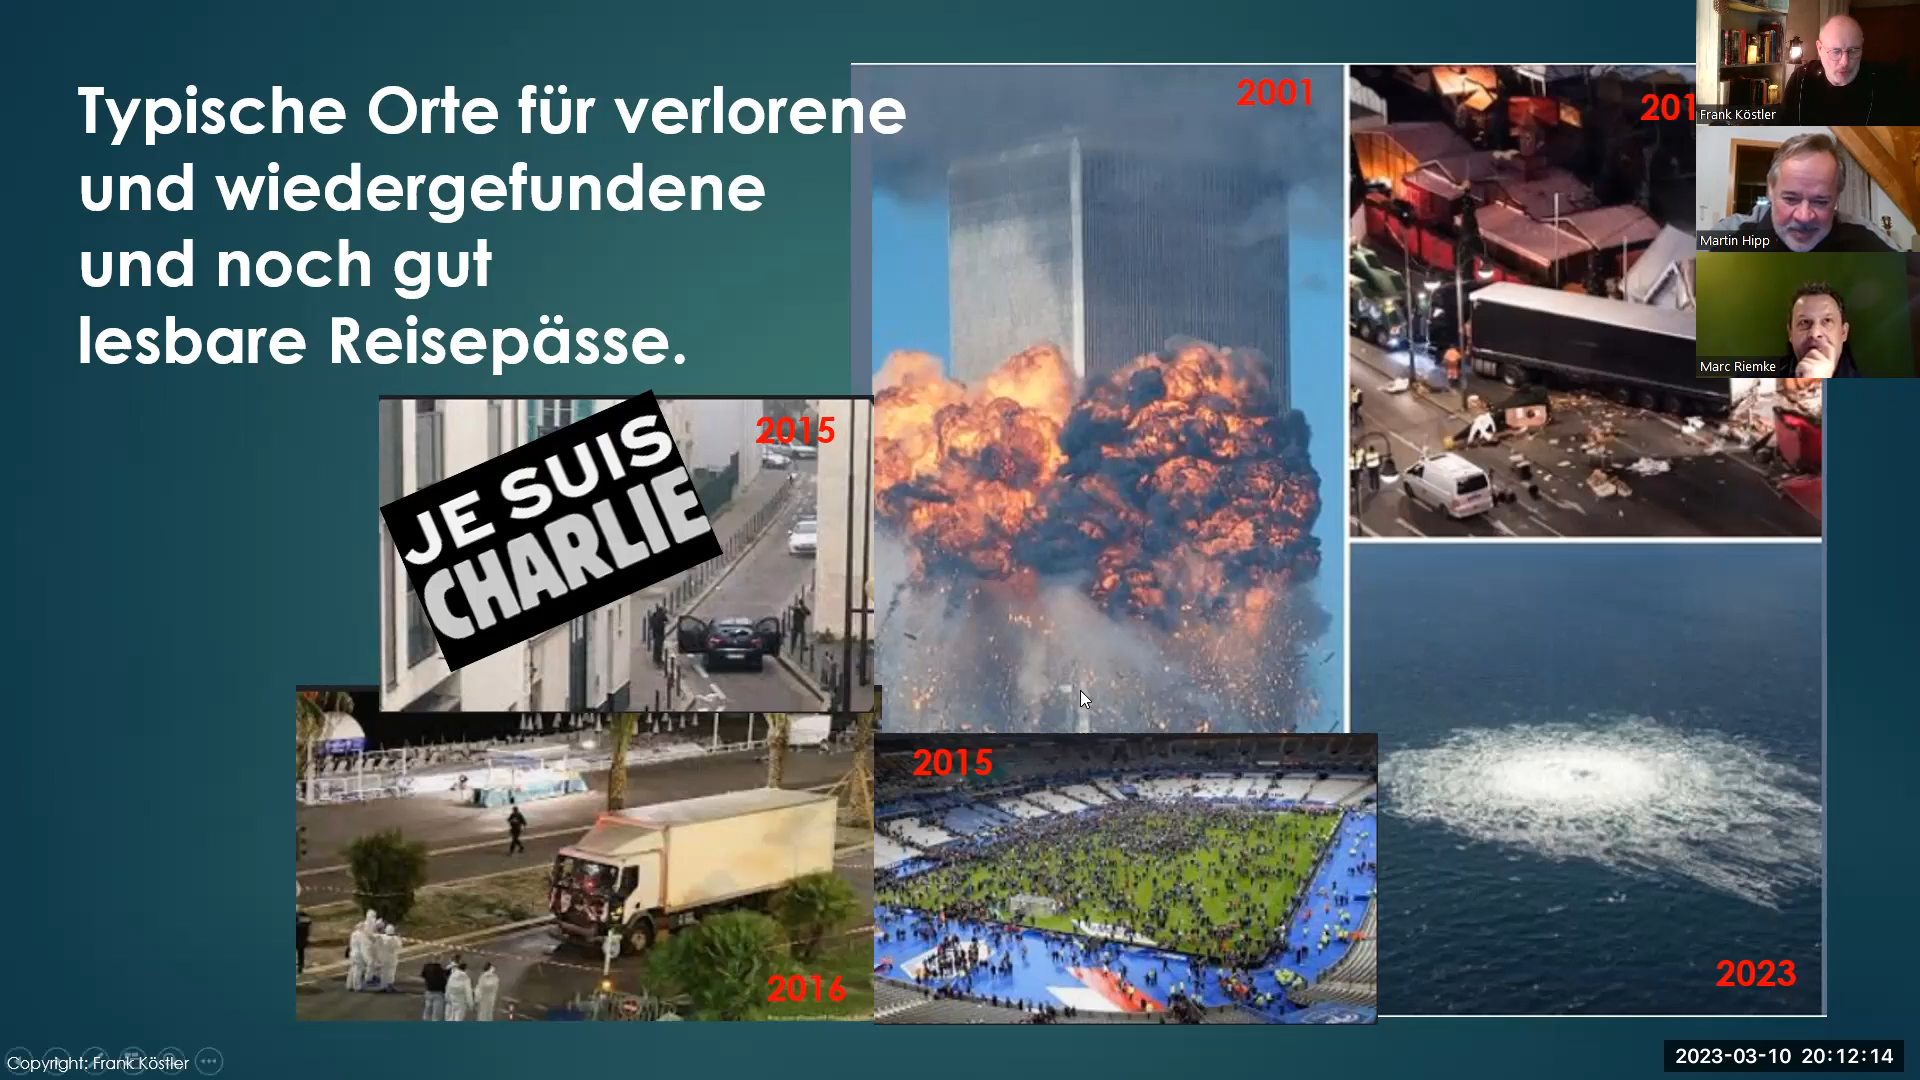 Typische Orte für verlorene
und wiedergefundene
und noch gut
lesbare Reisepässe.
2001
201
Frank Köstler
Martin Hipp
Marc Riemke
2015
JE SUIS
CHARLIE
2015
2016
2023
Copyright: Frank Köstler
2023-03-10 20:12:14